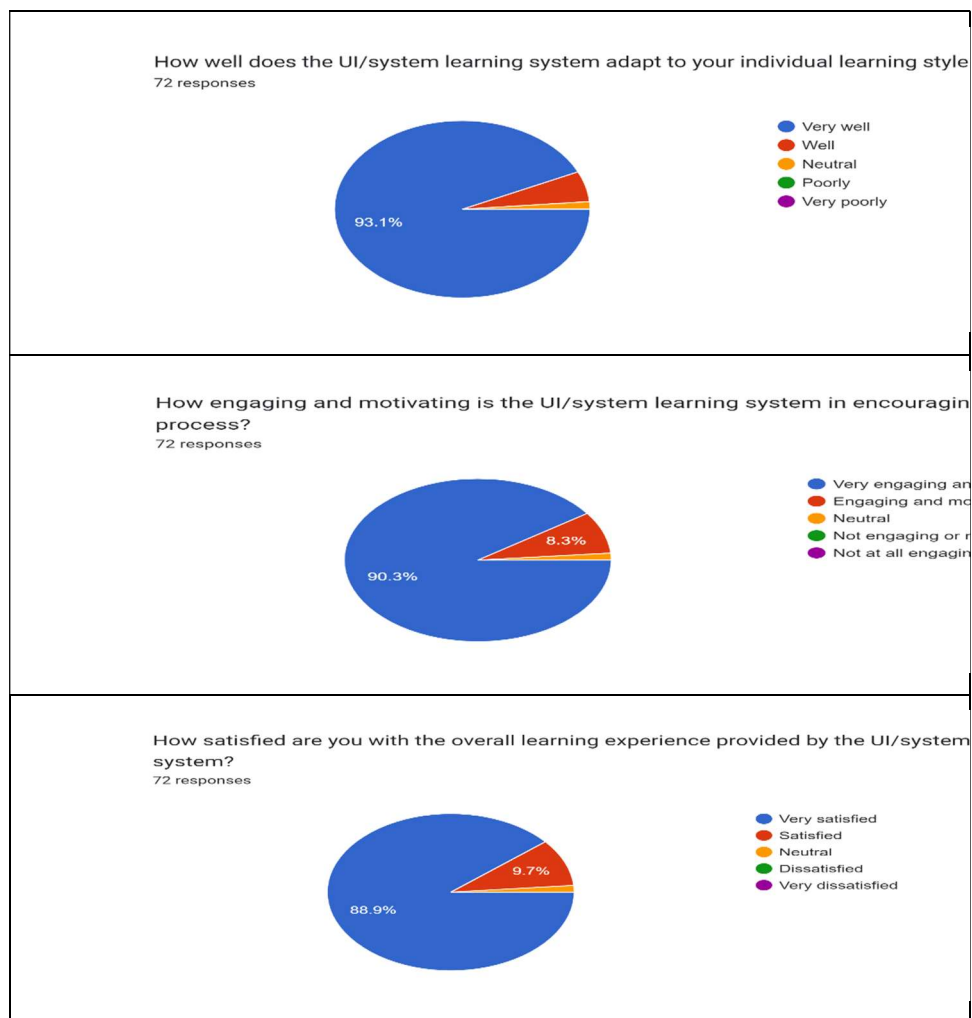 How well does the UI/system learning system adapt to your individual learning style
72 responses
Very well
Well
Neutral
Poorly
Very poorly
93.1%
How engaging and motivating is the UI/system learning system in encouragin
process?
72 responses
Very engaging an
Engaging and mo
Neutral
Not engaging or
Not at all engagin
8.3%
90.3%
How satisfied are you with the overall learning experience provided by the UI/system
system?
72 responses
Very satisfied
Satisfied
Neutral
Dissatisfied
Very dissatisfied
9.7%
88.9%